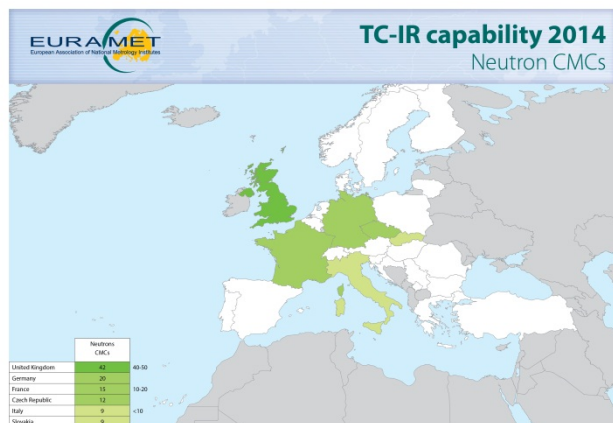 EURAMET
European Association of National Metrology Institutes
TC-IR capability 2014
Neutron CMCs
Neutrons
CMCs
United Kingdom 42 40-50
Germany 20
France 15 10-20
Czech Republic 12
Italy 9 <10
Slovakia 9